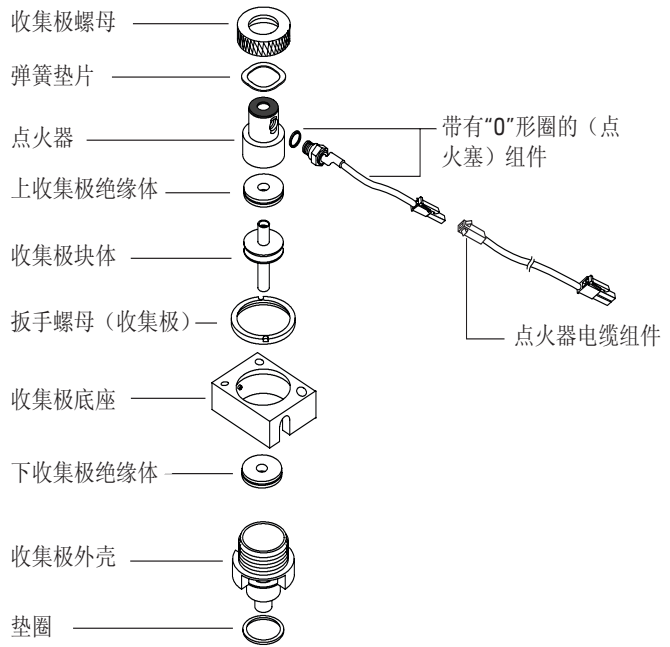 收集极螺母
弹簧垫片
点火器
带有“0”形圈的（点
火塞）组件
上收集极绝缘体
收集极块体
扳手螺母（收集极）
点火器电缆组件
收集极底座
下收集极绝缘体
收集极外壳
垫圈